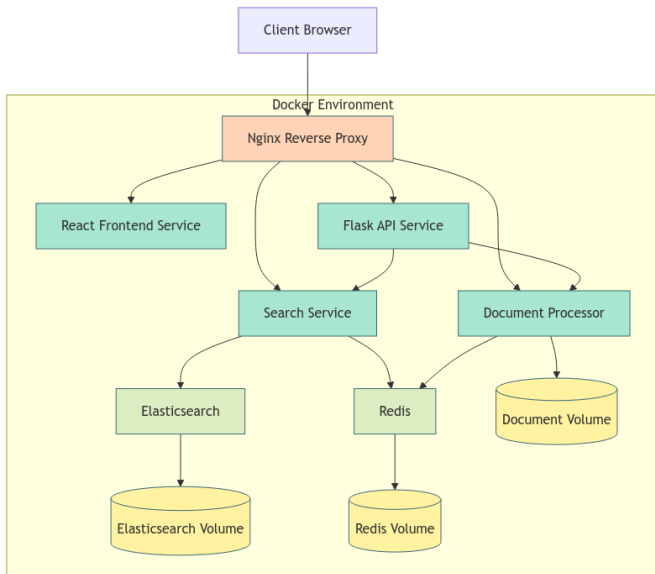 Client Browser
Docker Environment
Nginx Reverse Proxy
React Frontend Service
Flask API Service
Search Service
Document Processor
Elasticsearch
Redis
Document Volume
Elasticsearch Volume
Redis Volume